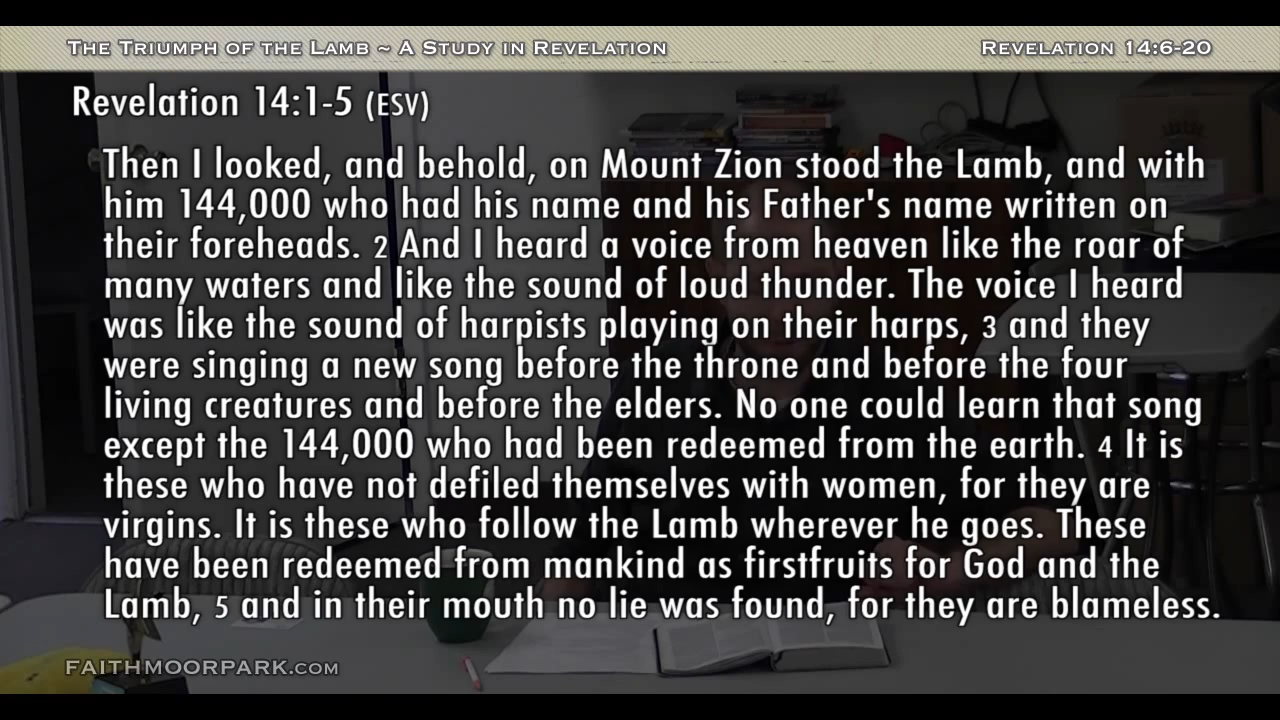 The Triumph of the Lamb ~ A Study in Revelation
Revelation 14:6-20
Revelation 14:1-5 (ESV)
Then I looked, and behold, on Mount Zion stood the Lamb, and with
him 144,000 who had his name and his Father's name written on
their foreheads. 2 And I heard a voice from heaven like the roar of
many waters and like the sound of loud thunder. The voice I heard
was like the sound of harpists playing on their harps, 3 and they
were singing a new song before the throne and before the four
living creatures and before the elders. No one could learn that song
except the 144,000 who had been redeemed from the earth. 4 It is
these who have not defiled themselves with women, for they are
virgins. It is these who follow the Lamb wherever he goes. These
have been redeemed from mankind as firstfruits for God and the
Lamb, 5 and in their mouth no lie was found, for they are blameless.
FAITHMOORPARK.COM